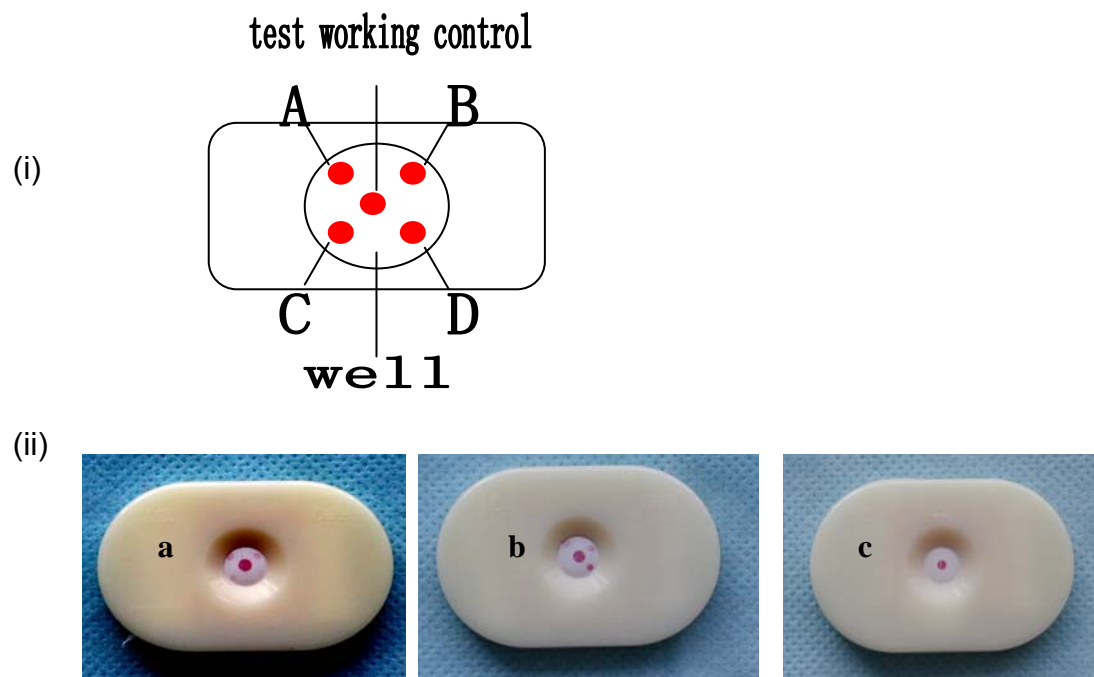 test working control
A B
(i)
C D
well
(ii)
a b c